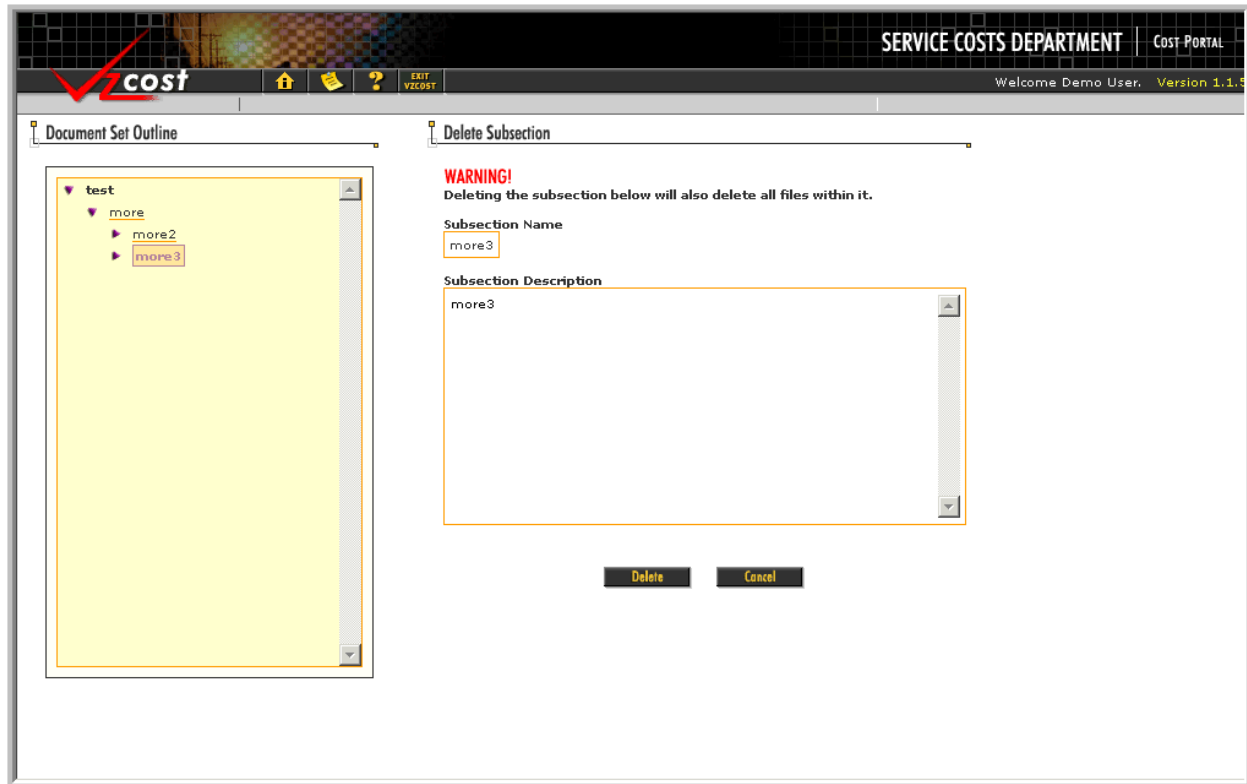 SERVICE COSTS DEPARTMENT | COST PORTAL
Vzcost
?
EXIT VZCOST
Welcome Demo User. Version 1.1.5
Document Set Outline
test
more
more2
more3
Delete Subsection
WARNING!
Deleting the subsection below will also delete all files within it.
Subsection Name
more3
Subsection Description
more3
Delete
Cancel